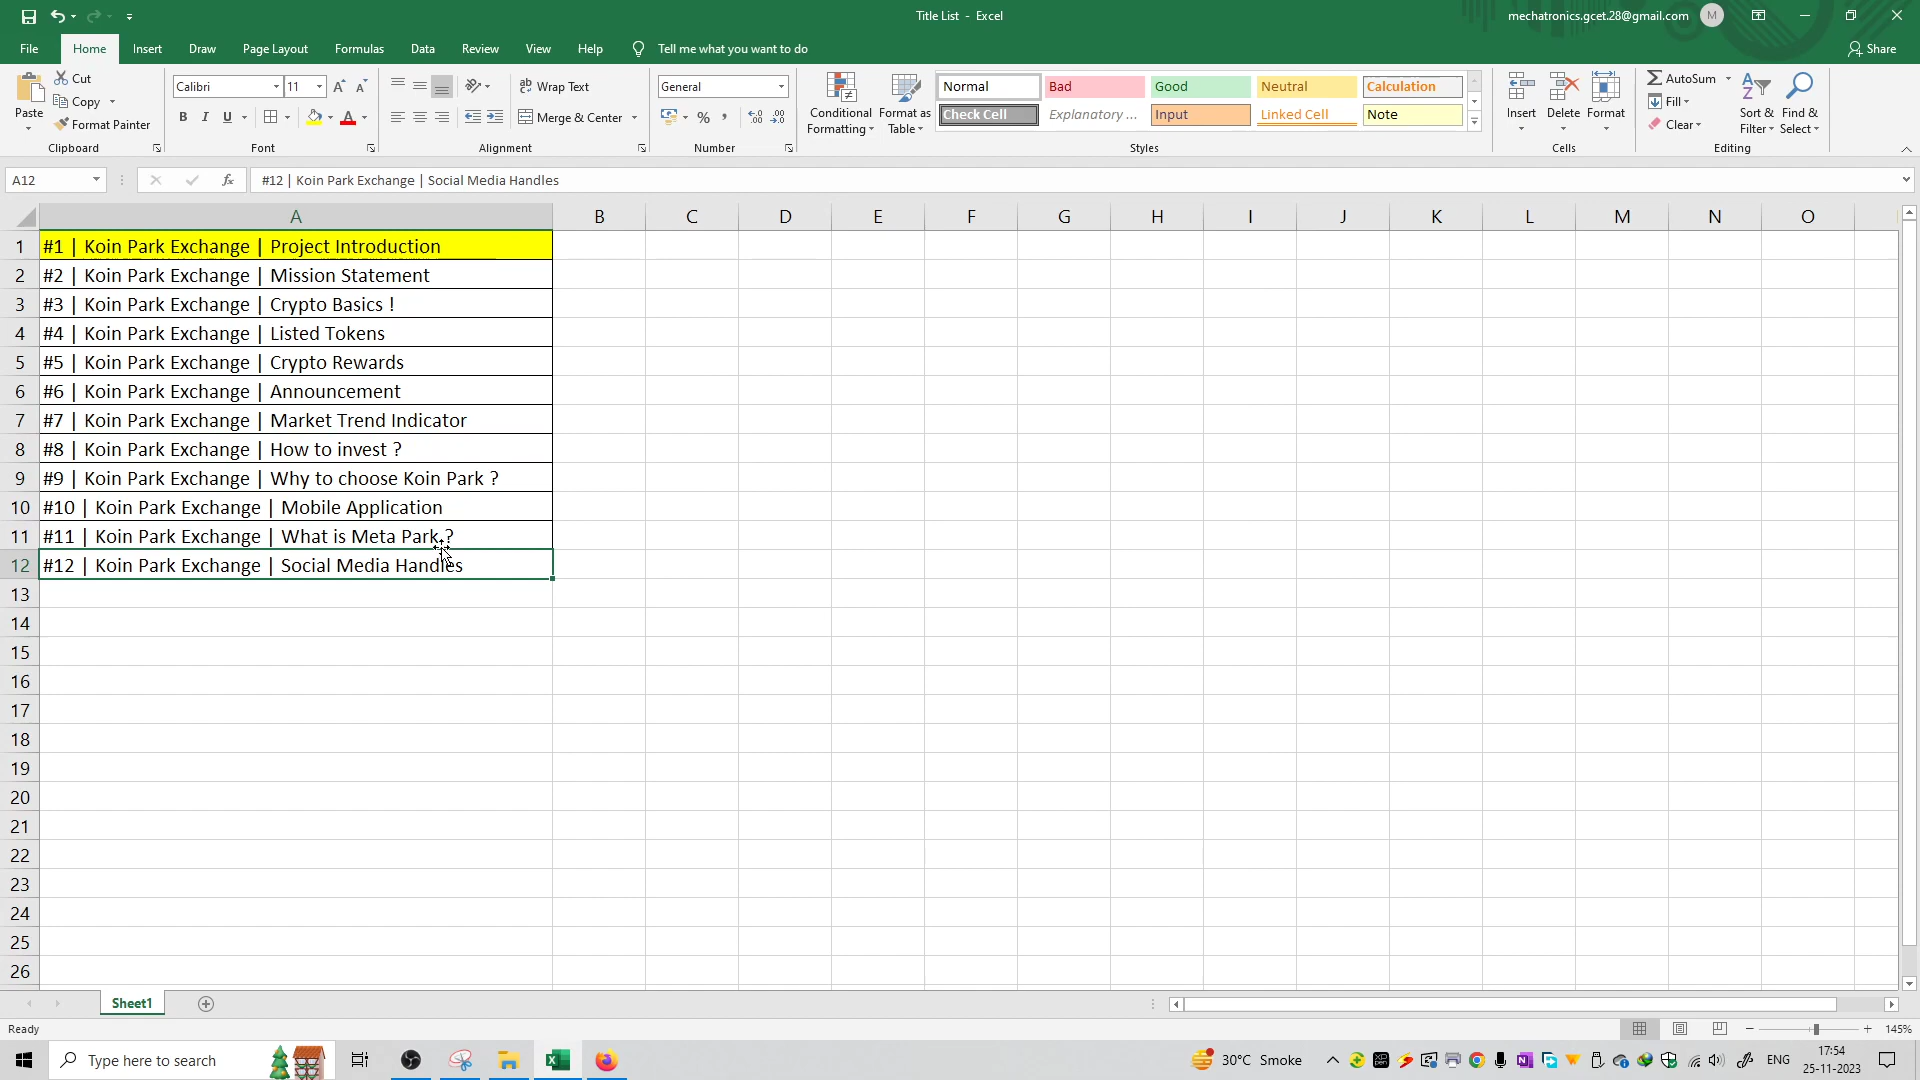 Title List - Excel
mechatronics.gcet.28@gmail.com M
File Home Insert Draw Page Layout Formulas Data Review View Help Tell me what you want to do Share
Paste Cut Copy Format Painter Clipboard
Calibri 11 B I U Font
Wrap Text Merge & Center Alignment
General % , Number
Conditional Formatting Format as Table
Normal Bad Good Neutral Calculation
Check Cell Explanatory ... Input Linked Cell Note
Styles
Insert Delete Format Cells
AutoSum Fill Clear Sort & Filter Find & Select Editing
A12 fx #12 | Koin Park Exchange | Social Media Handles
A B C D E F G H I J K L M N O
1 #1 | Koin Park Exchange | Project Introduction
2 #2 | Koin Park Exchange | Mission Statement
3 #3 | Koin Park Exchange | Crypto Basics !
4 #4 | Koin Park Exchange | Listed Tokens
5 #5 | Koin Park Exchange | Crypto Rewards
6 #6 | Koin Park Exchange | Announcement
7 #7 | Koin Park Exchange | Market Trend Indicator
8 #8 | Koin Park Exchange | How to invest ?
9 #9 | Koin Park Exchange | Why to choose Koin Park ?
10 #10 | Koin Park Exchange | Mobile Application
11 #11 | Koin Park Exchange | What is Meta Park ?
12 #12 | Koin Park Exchange | Social Media Handles
13
14
15
16
17
18
19
20
21
22
23
24
25
26
Sheet1
Ready 145%
Type here to search 30°C Smoke ENG 17:54
25-11-2023